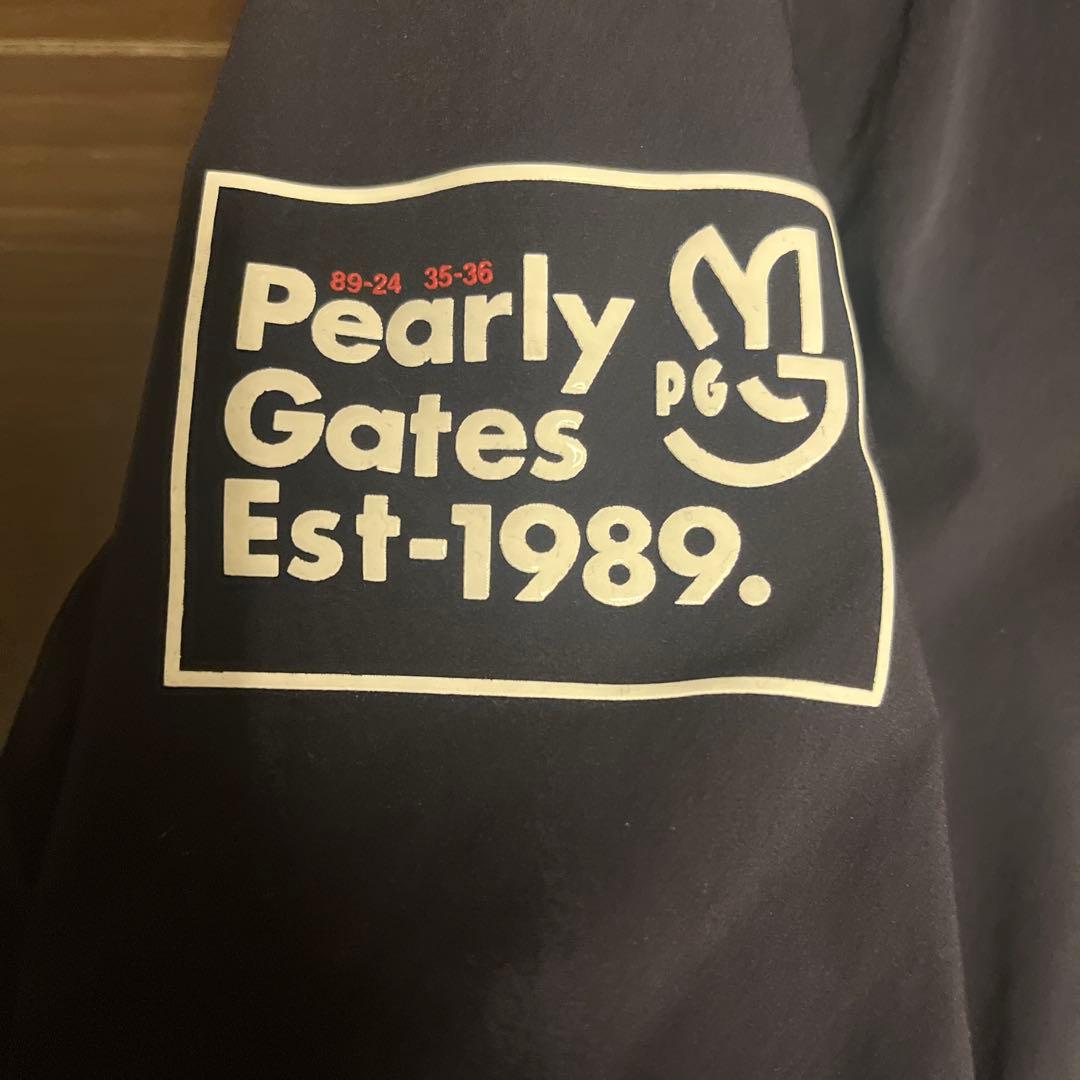 89-24 35-36
Pearly
PG
Gates
Est-1989.